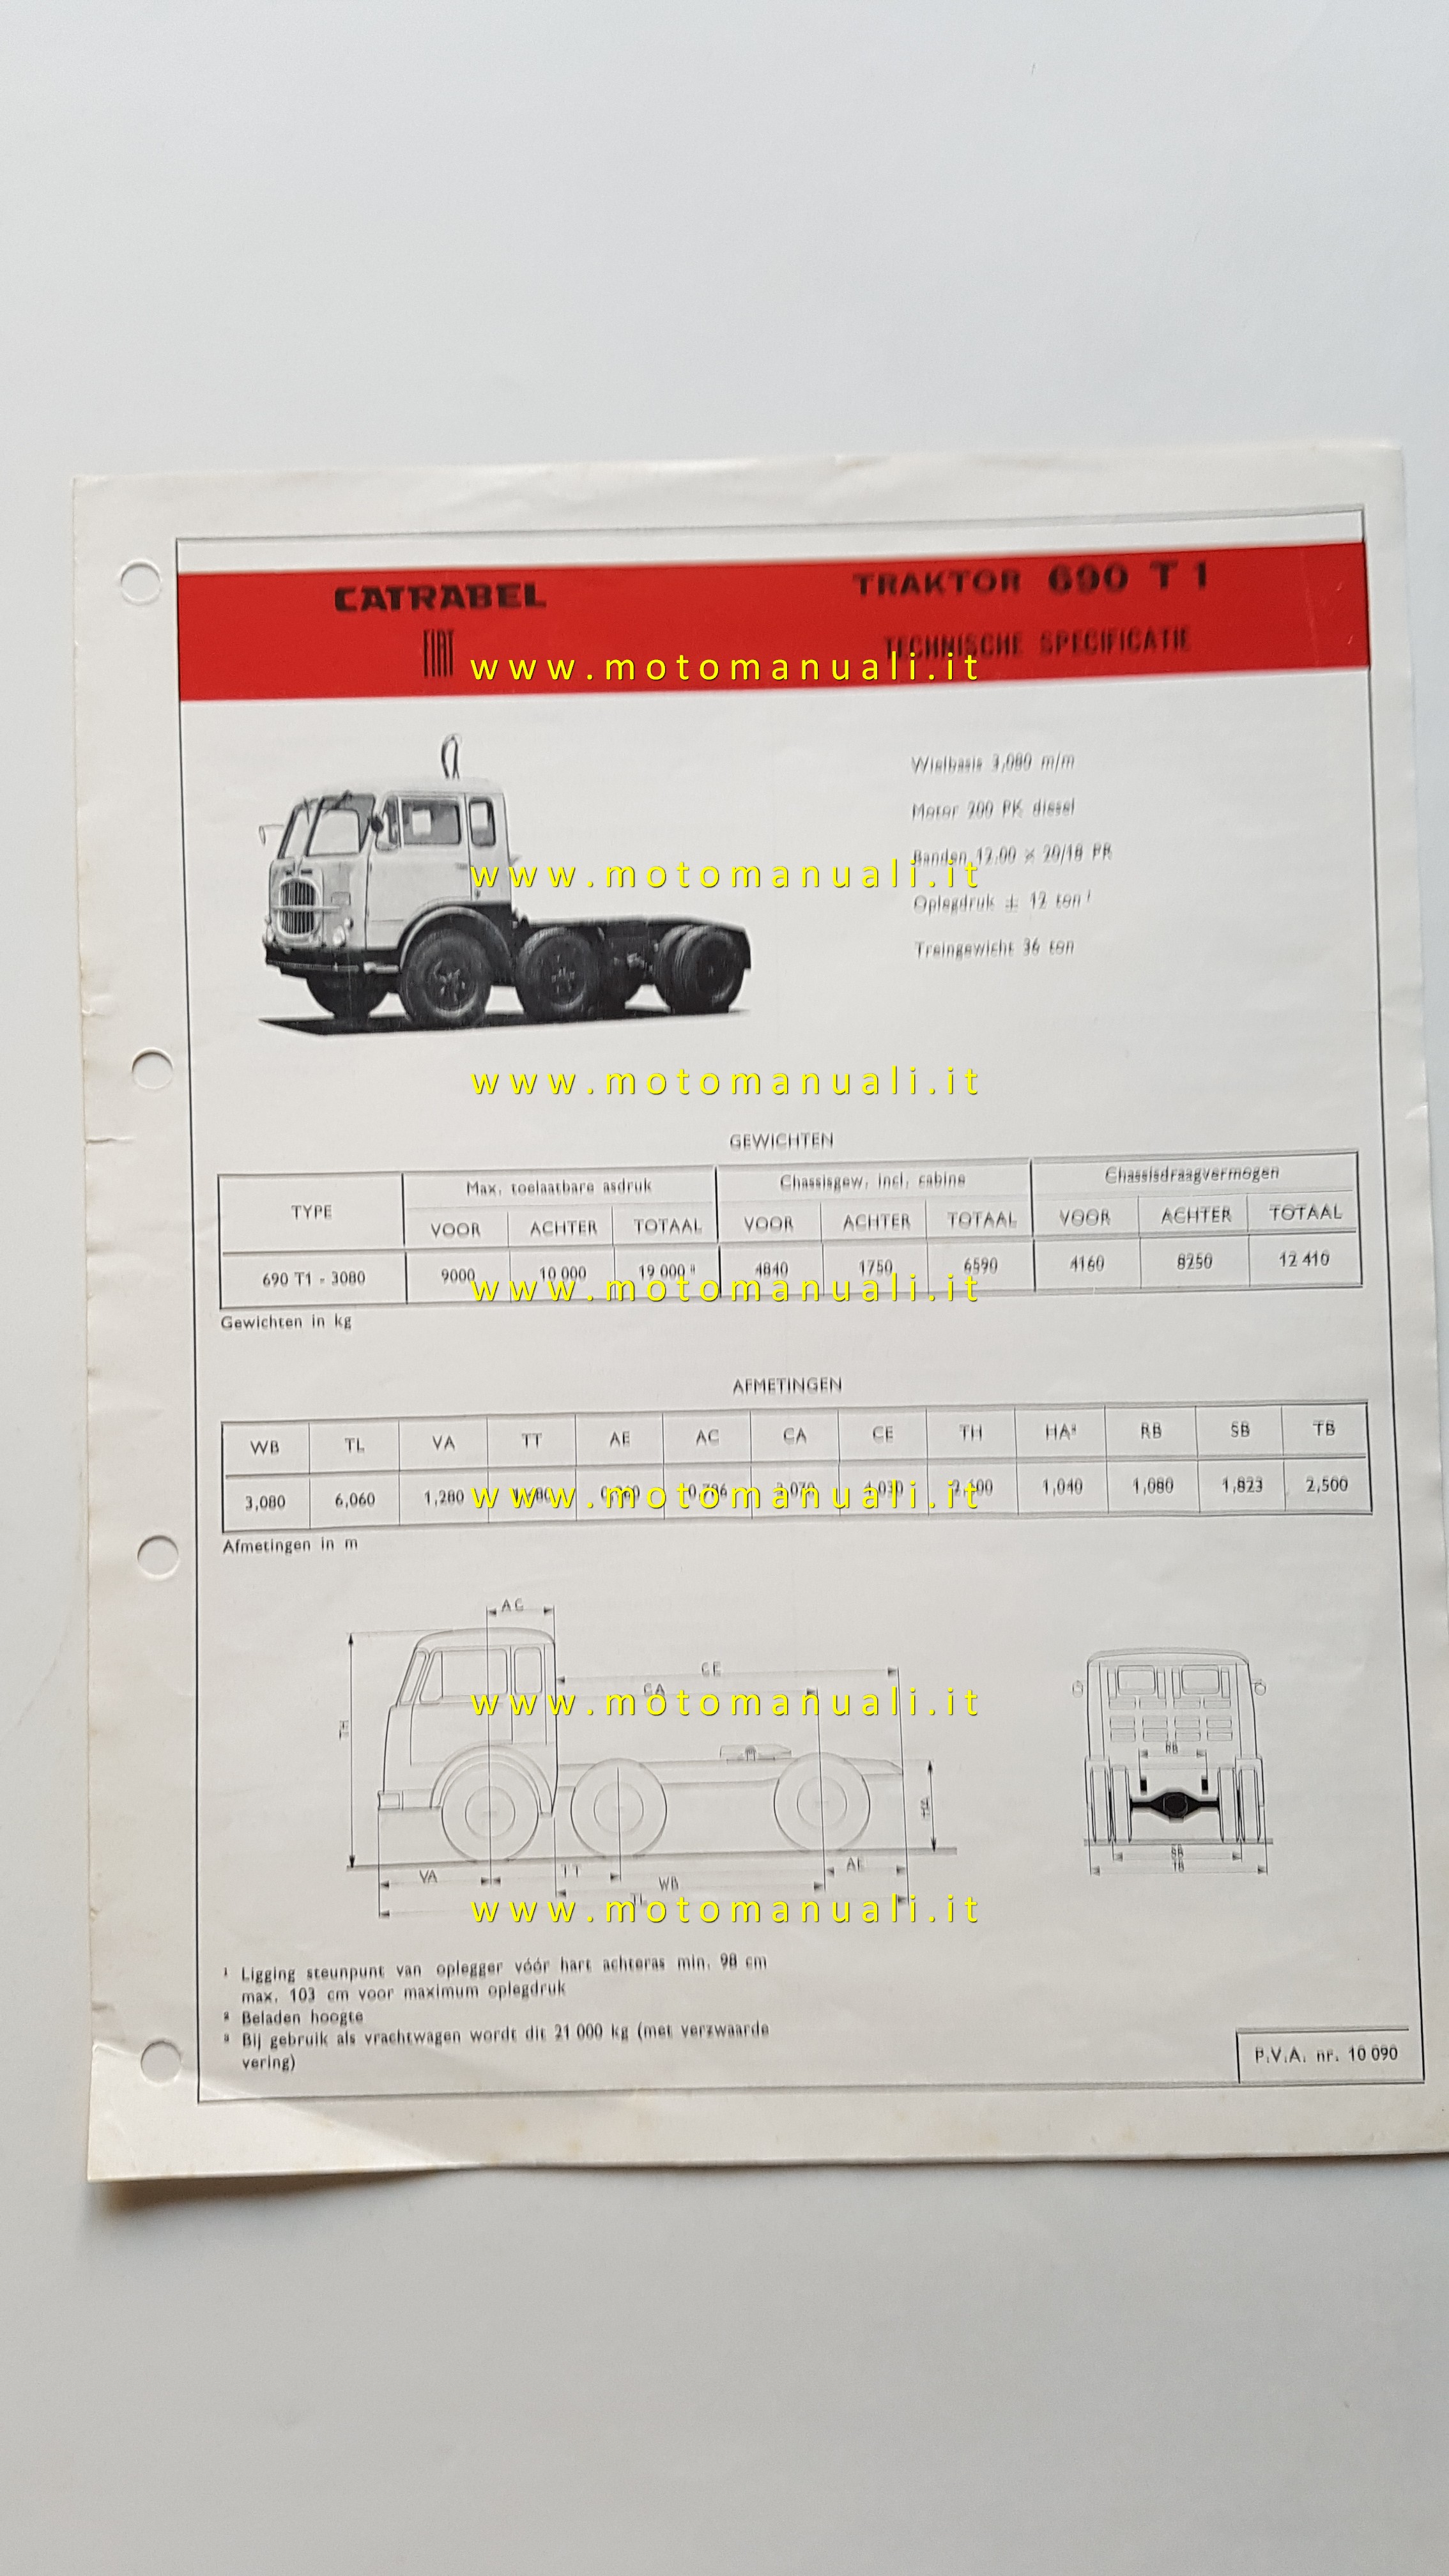 CATRABEL
FIAT
TRAKTOR 690 T 1
TECHNISCHE SPECIFICATIE
www.motomanuali.it
Wielbasis 3,080 m/m
Motor 200 PK diesel
Banden 12.00 × 20/18 PR
www.motomanuali.it
Oplegdruk ± 12 ton ¹
Treingewicht 36 ton
www.motomanuali.it
GEWICHTEN
TYPE Max. toelaatbare asdruk Chassisgew. incl. cabine Chassisdraagvermogen
VOOR ACHTER TOTAAL VOOR ACHTER TOTAAL VOOR ACHTER TOTAAL
690 T1 - 3080 9000 10 000 19 000 ³ 4840 1750 6590 4160 8250 12 410
www.motomanuali.it
Gewichten in kg
AFMETINGEN
WB TL VA TT AE AC CA CE TH HA² RB SB TB
3,080 6,060 1,280 1,040 1,080 1,823 2,500
www.motomanuali.it
Afmetingen in m
AC
CE
CA
www.motomanuali.it
TH
RB
HA
VA TT AE
WB
TL
SB
TB
www.motomanuali.it
¹ Ligging steunpunt van oplegger vóór hart achteras min. 98 cm
max. 103 cm voor maximum oplegdruk
² Beladen hoogte
³ Bij gebruik als vrachtwagen wordt dit 21 000 kg (met verzwaarde
vering)
P.V.A. nr. 10 090